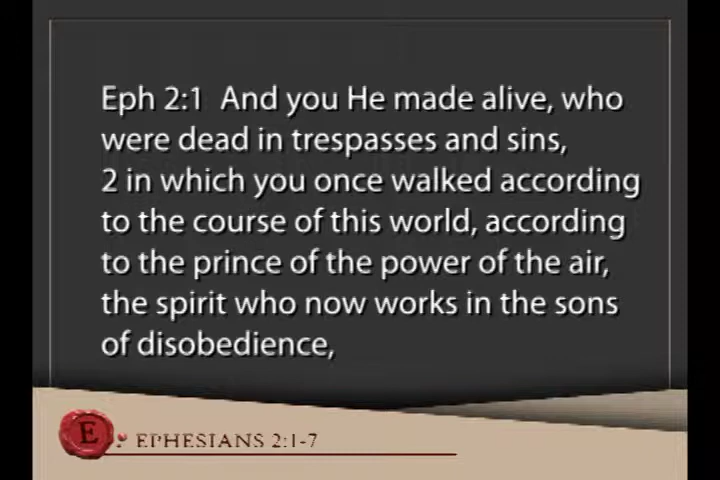 Eph 2:1 And you He made alive, who
were dead in trespasses and sins,
2 in which you once walked according
to the course of this world, according
to the prince of the power of the air,
the spirit who now works in the sons
of disobedience,
E
EPHESIANS 2:1-7